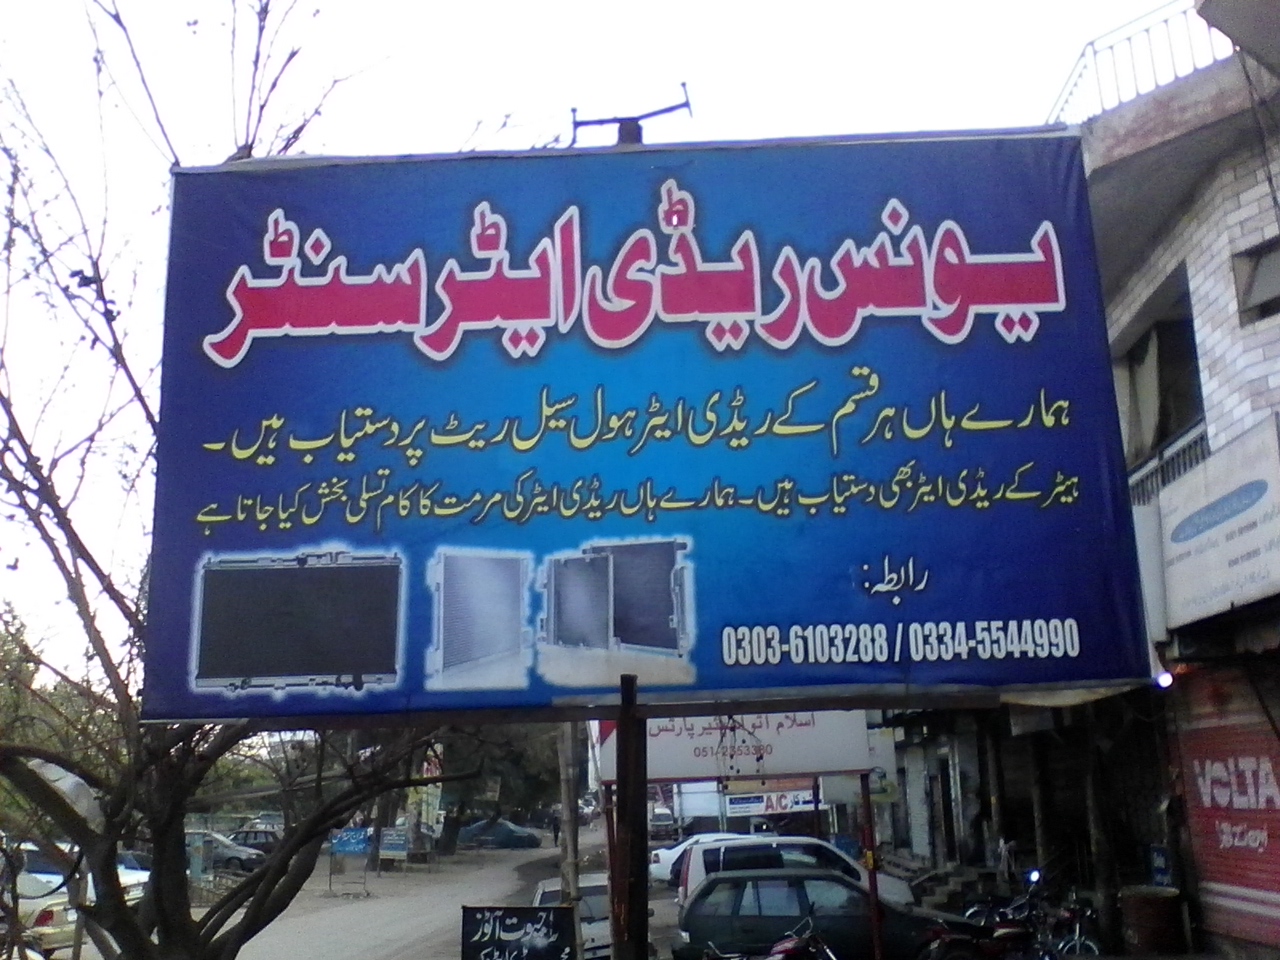 یونس ریڈی ایٹر سنٹر
ہمارے ہاں ہر قسم کے ریڈی ایٹر ہول سیل ریٹ پر دستیاب ہیں۔
ہیٹر کے ریڈی ایٹر بھی دستیاب ہیں۔ ہمارے ہاں ریڈی ایٹر کی مرمت کا کام تسلی بخش کیا جاتا ہے
رابطہ:
0303-6103288 / 0334-5544990
اسلام آٹو پارٹس
051-2353380
A/C
VOLTA